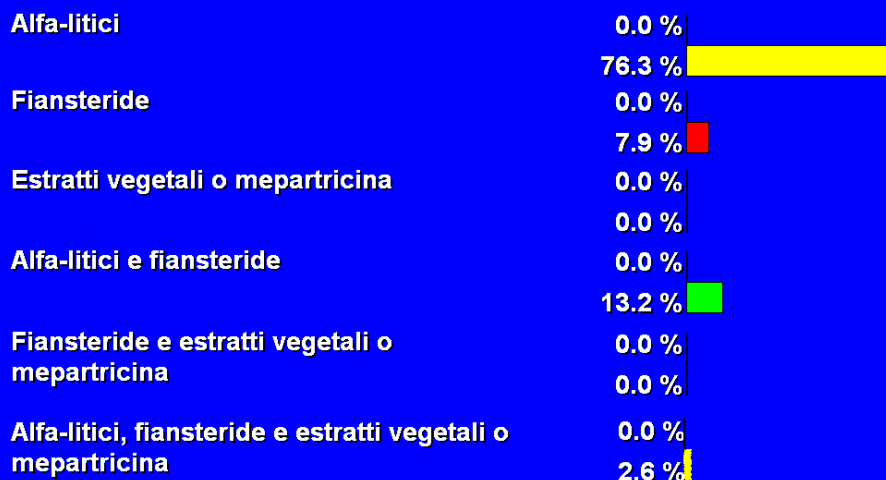 Alfa-litici 0.0 %
76.3 %
Fiansteride 0.0 %
7.9 %
Estratti vegetali o mepartricina 0.0 %
0.0 %
Alfa-litici e fiansteride 0.0 %
13.2 %
Fiansteride e estratti vegetali o 0.0 %
mepartricina 0.0 %
Alfa-litici, fiansteride e estratti vegetali o 0.0 %
mepartricina 2.6 %